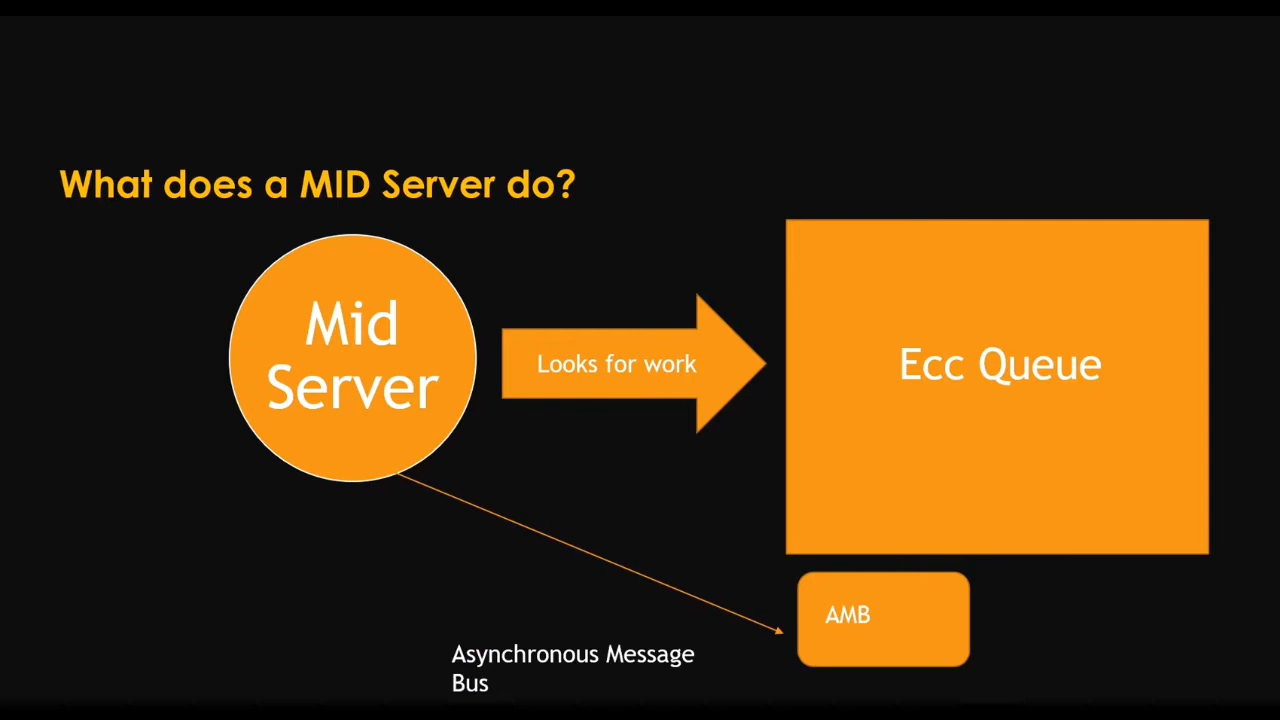 What does a MID Server do?
Mid
Server
Looks for work
Ecc Queue
AMB
Asynchronous Message
Bus